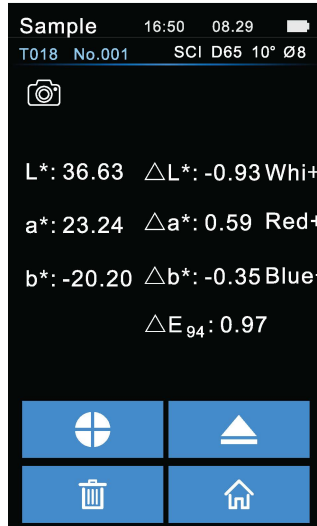 Sample 16:50 08.29
T018 No.001 SCI D65 10° Ø8
L*: 36.63 △L*: -0.93 Whi+
a*: 23.24 △a*: 0.59 Red+
b*: -20.20 △b*: -0.35 Blue+
△E94: 0.97